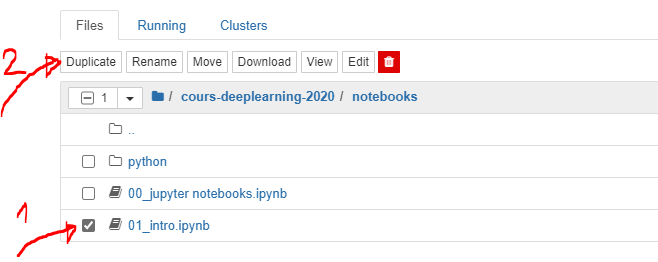 Files Running Clusters
2 Duplicate Rename Move Download View Edit
1 / cours-deeplearning-2020 / notebooks
..
python
00_jupyter notebooks.ipynb
1 01_intro.ipynb